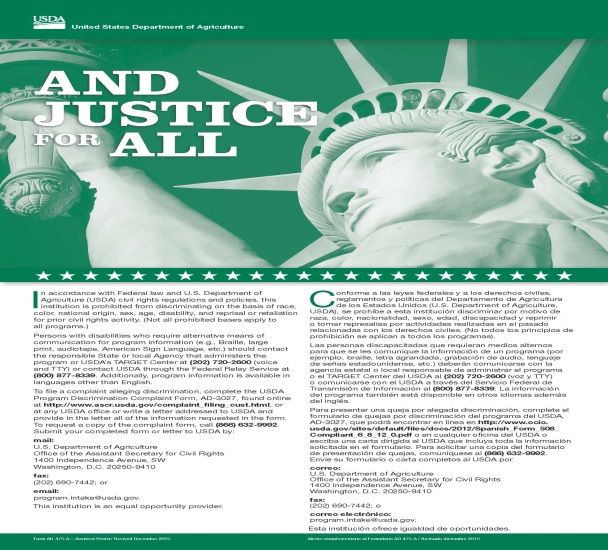 USDA
United States Department of Agriculture
AND
JUSTICE
FOR ALL
In accordance with Federal law and U.S. Department of
Agriculture (USDA) civil rights regulations and policies, this
institution is prohibited from discriminating on the basis of race,
color, national origin, sex, age, disability, and reprisal or retaliation
for prior civil rights activity. (Not all prohibited bases apply to
all programs.)
Persons with disabilities who require alternative means of
communication for program information (e.g., Braille, large
print, audiotape, American Sign Language, etc.) should contact
the responsible State or local Agency that administers the
program or USDA's TARGET Center at (202) 720-2600 (voice
and TTY) or contact USDA through the Federal Relay Service at
(800) 877-8339. Additionally, program information is available in
languages other than English.
To file a complaint alleging discrimination, complete the USDA
Program Discrimination Complaint Form, AD-3027, found online
at http://www.ascr.usda.gov/complaint_filing_cust.html, or
at any USDA office or write a letter addressed to USDA and
provide in the letter all of the information requested in the form.
To request a copy of the complaint form, call (866) 632-9992.
Submit your completed form or letter to USDA by:
mail:
U.S. Department of Agriculture
Office of the Assistant Secretary for Civil Rights
1400 Independence Avenue, SW
Washington, D.C. 20250-9410
fax:
(202) 690-7442; or
email:
program.intake@usda.gov.
This institution is an equal opportunity provider.
Conforme a las leyes federales y a los derechos civiles,
reglamentos y políticas del Departamento de Agricultura
de los Estados Unidos (U.S. Department of Agriculture,
USDA), se prohíbe a esta institución discriminar por motivo de
raza, color, nacionalidad, sexo, edad, discapacidad y reprimir
o tomar represalias por actividades realizadas en el pasado
relacionadas con los derechos civiles. (No todos los principios de
prohibición se aplican a todos los programas).
Las personas discapacitadas que requieran medios alternos
para que se les comunique la información de un programa (por
ejemplo, braille, letra agrandada, grabación de audio, lenguaje
de señas estadounidense, etc.) deberán comunicarse con la
agencia estatal o local responsable de administrar el programa
o el TARGET Center del USDA al (202) 720-2600 (voz y TTY)
o comunicarse con el USDA a través del Servicio Federal de
Transmisión de Información al (800) 877-8339. La información
del programa también está disponible en otros idiomas además
del inglés.
Para presentar una queja por alegada discriminación, complete el
formulario de quejas por discriminación del programa del USDA,
AD-3027, que podrá encontrar en línea en http://www.ocio.
usda.gov/sites/default/files/docs/2012/Spanish_Form_508_
Compliant_6_8_12_0.pdf o en cualquier oficina del USDA o
escriba una carta dirigida al USDA que incluya toda la información
solicitada en el formulario. Para solicitar una copia del formulario
de presentación de quejas, comuníquese al (866) 632-9992.
Envíe su formulario o carta completos al USDA por:
correo:
U.S. Department of Agriculture
Office of the Assistant Secretary for Civil Rights
1400 Independence Avenue, SW
Washington, D.C. 20250-9410
fax:
(202) 690-7442; o
correo electrónico:
program.intake@usda.gov.
Esta institución ofrece igualdad de oportunidades.
Form AD-475-A—Assisted Poster/ Revised December 2015
Afiche complementario al Formulario AD-475-A / Revisado diciembre 2015